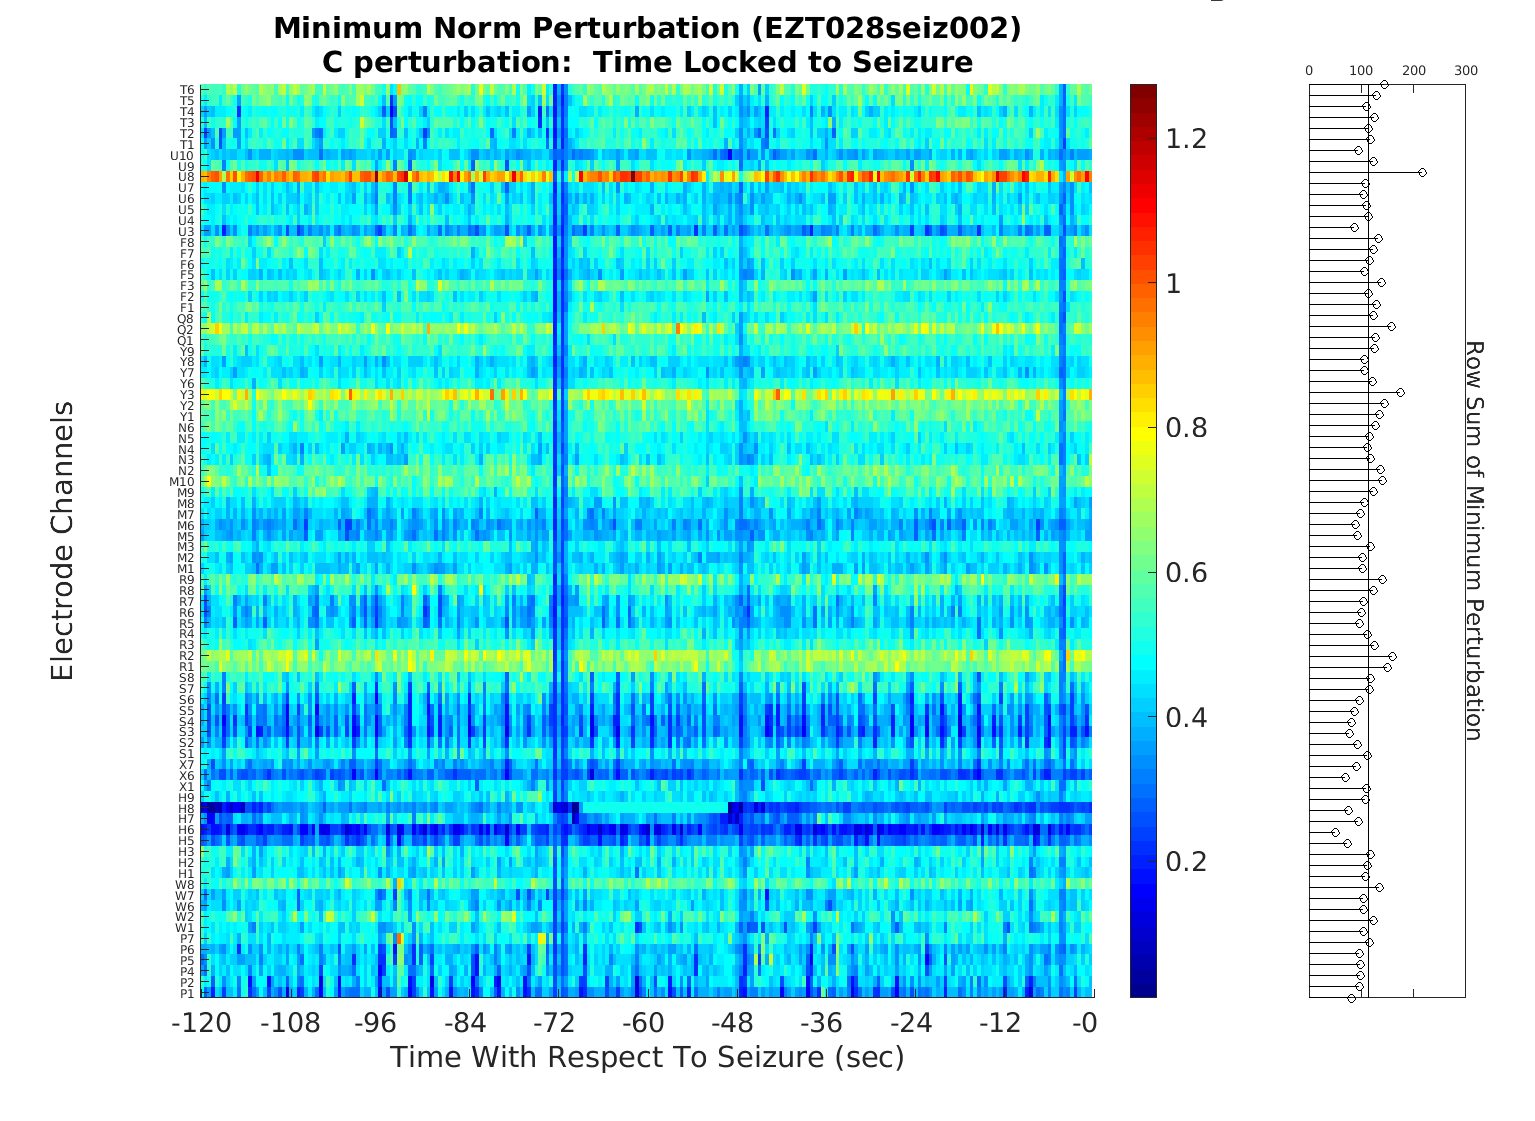 Minimum Norm Perturbation (EZT028seiz002)
C perturbation: Time Locked to Seizure
Electrode Channels
T6
T5
T4
T3
T2
T1
U10
U9
U8
U7
U6
U5
U4
U3
F8
F7
F6
F5
F3
F2
F1
Q8
Q2
Q1
Y9
Y8
Y7
Y6
Y3
Y2
Y1
N6
N5
N4
N3
N2
M10
M9
M8
M7
M6
M5
M3
M2
M1
R9
R8
R7
R6
R5
R4
R3
R2
R1
S8
S7
S6
S5
S4
S3
S2
S1
X7
X6
X1
H9
H8
H7
H6
H5
H3
H2
H1
W8
W7
W6
W2
W1
P7
P6
P5
P4
P2
P1
-120 -108 -96 -84 -72 -60 -48 -36 -24 -12 -0
Time With Respect To Seizure (sec)
1.2
1
0.8
0.6
0.4
0.2
0 100 200 300
Row Sum of Minimum Perturbation